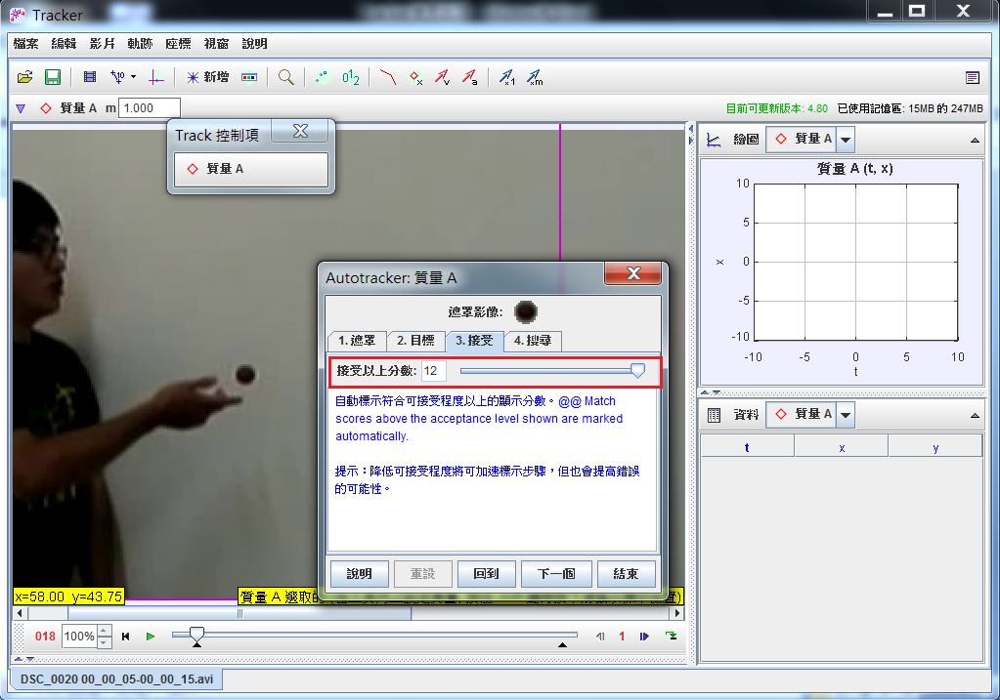 Tracker
檔案 編輯 影片 軌跡 座標 視窗 說明
新增
質量 A m 1.000
目前可更新版本: 4.80 已使用記憶區: 15MB 的 247MB
Track 控制項
質量 A
繪圖 質量 A
質量 A (t, x)
10
5
0
-5
-10
x
-10 -5 0 5 10
t
Autotracker: 質量 A
遮罩影像:
1. 遮罩 2. 目標 3. 接受 4. 搜尋
接受以上分數: 12
自動標示符合可接受程度以上的顯示分數。@@ Match
scores above the acceptance level shown are marked
automatically.
提示：降低可接受程度將可加速標示步驟，但也會提高錯誤
的可能性。
說明 重設 回到 下一個 結束
資料 質量 A
t x y
x=58.00 y=43.75
質量 A 選取的
018 100% 1
DSC_0020 00_00_05-00_00_15.avi